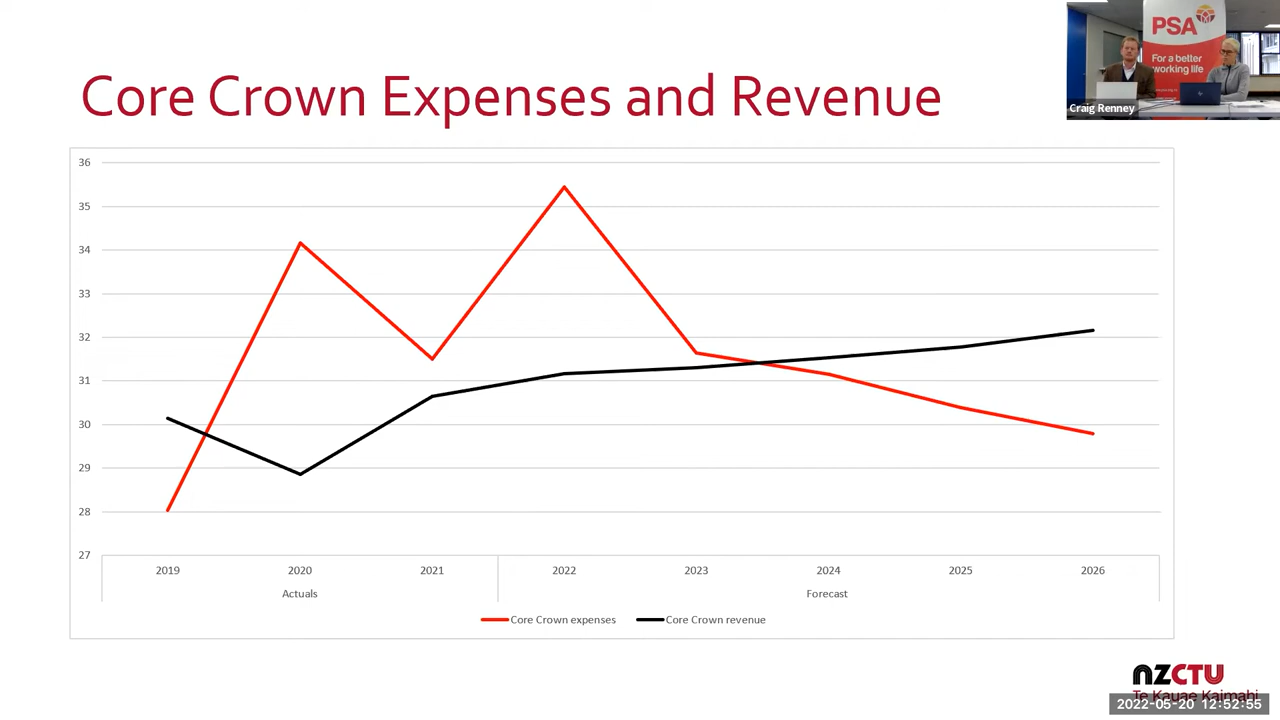 Core Crown Expenses and Revenue
PSA
For a better
working life
Craig Renney
36
35
34
33
32
31
30
29
28
27
2019 2020 2021 2022 2023 2024 2025 2026
Actuals Forecast
Core Crown expenses Core Crown revenue
NZCTU
Te Kauae Kaimahi
2022-05-20 12:52:55